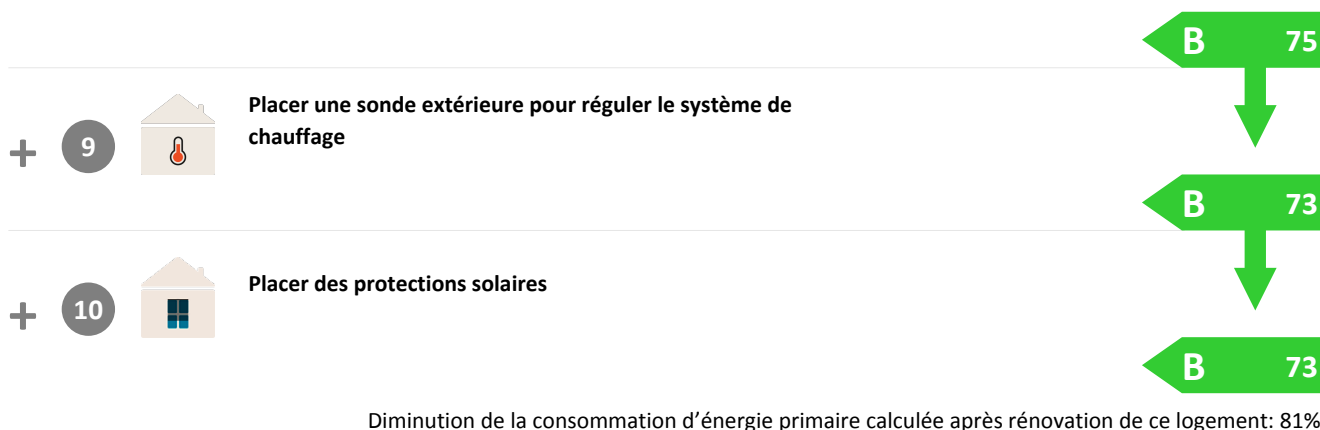 B 75
Placer une sonde extérieure pour réguler le système de
chauffage
+ 9
B 73
Placer des protections solaires
+ 10
B 73
Diminution de la consommation d'énergie primaire calculée après rénovation de ce logement: 81%